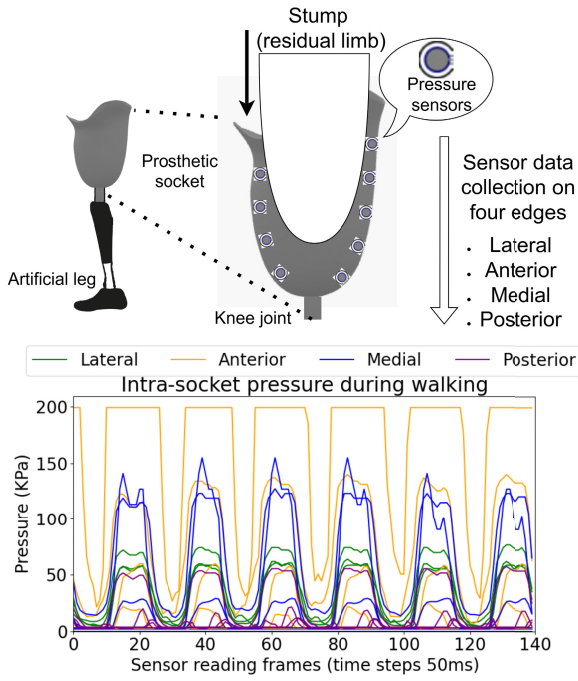 Stump
(residual limb)
Pressure
sensors
Prosthetic
socket
Sensor data
collection on
four edges
. Lateral
. Anterior
. Medial
. Posterior
Artificial leg
Knee joint
Lateral Anterior Medial Posterior
Intra-socket pressure during walking
200
150
100
50
0
Pressure (KPa)
0 20 40 60 80 100 120 140
Sensor reading frames (time steps 50ms)